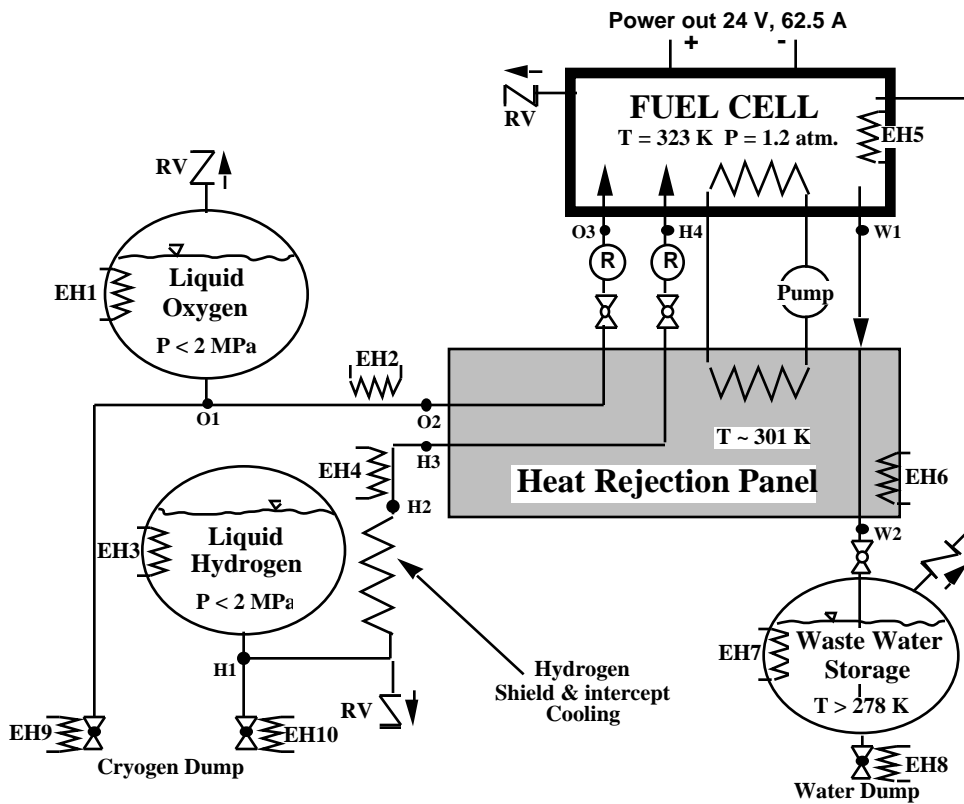 Power out 24 V, 62.5 A
+ -
RV
FUEL CELL
T = 323 K P = 1.2 atm.
EH5
RV
O3
H4
W1
R
R
EH1
Liquid
Oxygen
P < 2 MPa
Pump
EH2
O1
O2
T ~ 301 K
H3
EH4
Heat Rejection Panel
EH6
H2
W2
EH3
Liquid
Hydrogen
P < 2 MPa
EH7
Waste Water
Storage
T > 278 K
H1
Hydrogen
Shield & intercept
Cooling
RV
EH9
EH10
Cryogen Dump
EH8
Water Dump